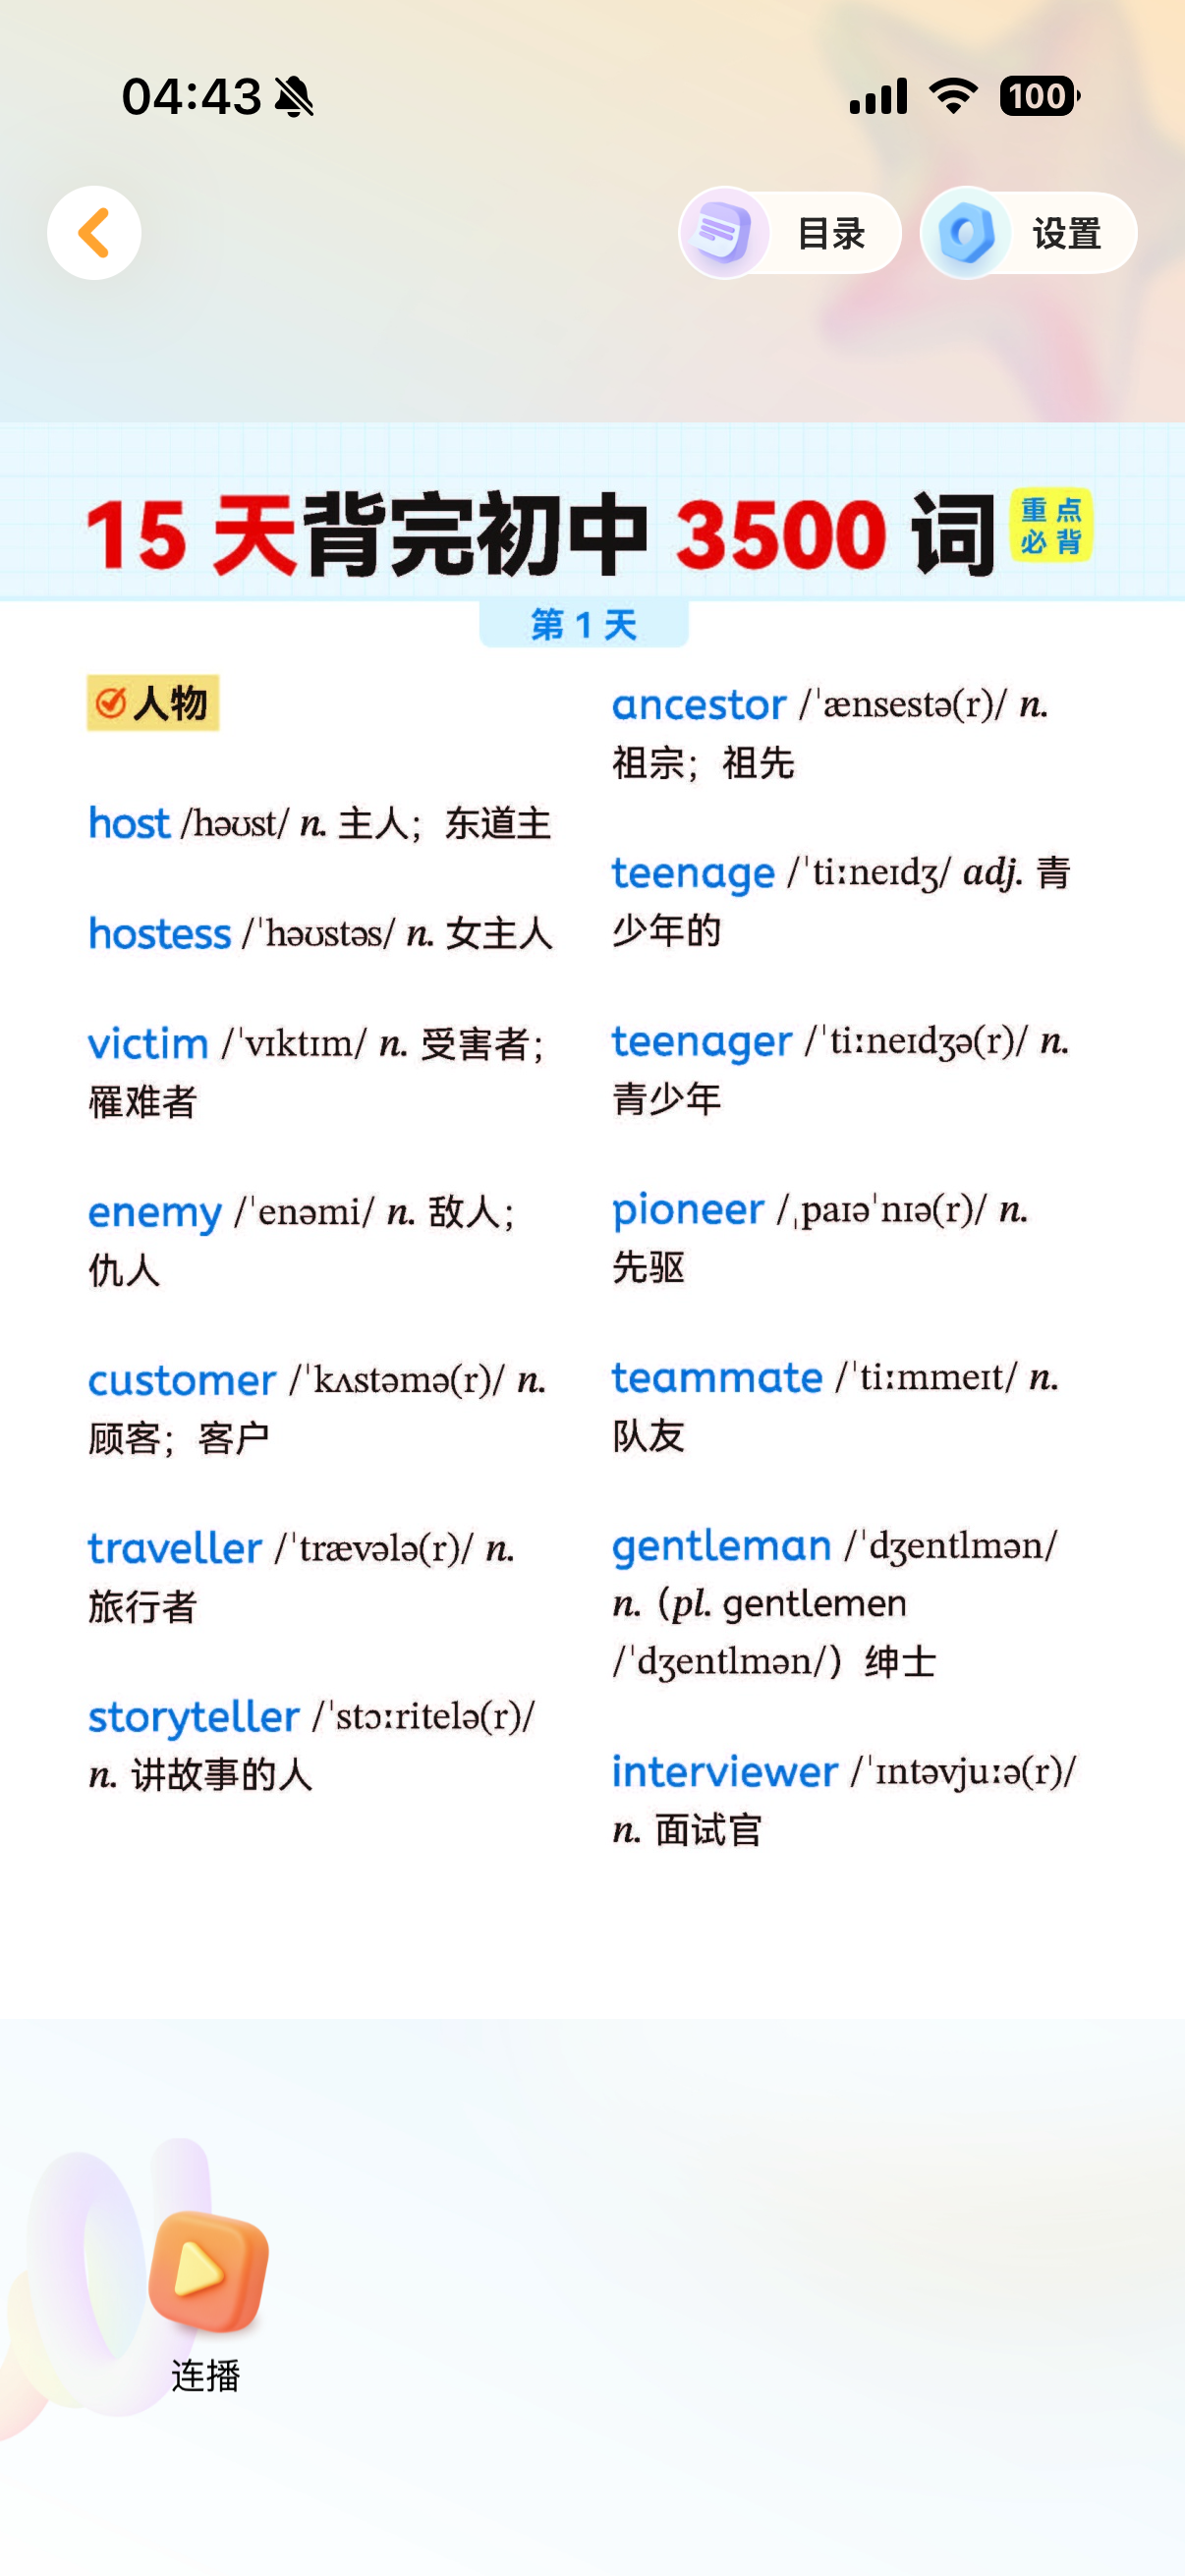 04:43
100
目录
设置
15 天背完初中 3500 词
重点
必背
第 1 天
人物
host /həʊst/ n. 主人；东道主
hostess /ˈhəʊstəs/ n. 女主人
victim /ˈvɪktɪm/ n. 受害者；
罹难者
enemy /ˈenəmi/ n. 敌人；
仇人
customer /ˈkʌstəmə(r)/ n.
顾客；客户
traveller /ˈtrævələ(r)/ n.
旅行者
storyteller /ˈstɔːritelə(r)/
n. 讲故事的人
ancestor /ˈænsestə(r)/ n.
祖宗；祖先
teenage /ˈtiːneɪdʒ/ adj. 青
少年的
teenager /ˈtiːneɪdʒə(r)/ n.
青少年
pioneer /ˌpaɪəˈnɪə(r)/ n.
先驱
teammate /ˈtiːmmeɪt/ n.
队友
gentleman /ˈdʒentlmən/
n.（pl. gentlemen
/ˈdʒentlmən/）绅士
interviewer /ˈɪntəvjuːə(r)/
n. 面试官
连播